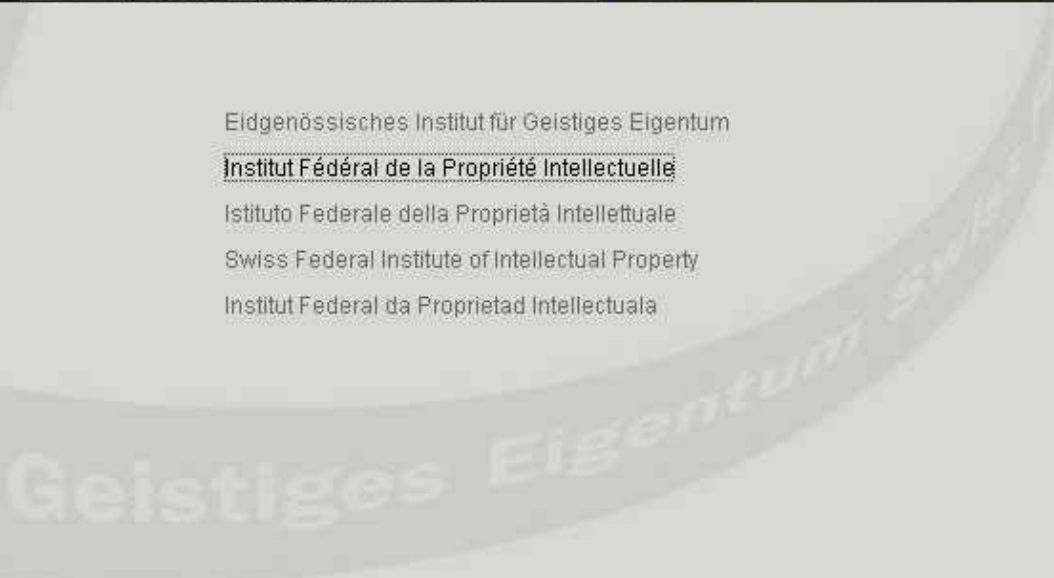 Eidgenössisches Institut für Geistiges Eigentum
Institut Fédéral de la Propriété Intellectuelle
Istituto Federale della Proprietà Intellettuale
Swiss Federal Institute of Intellectual Property
Institut Federal da Proprietad Intellectuala
Geistiges Eigentum Swiss